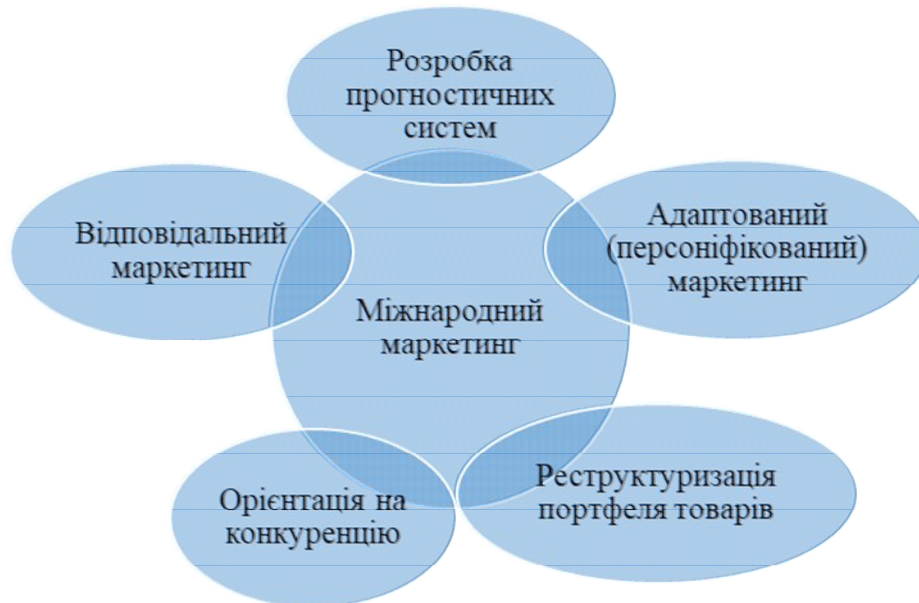 Розробка
прогностичних
систем
Відповідальний
маркетинг
Адаптований
(персоніфікований)
маркетинг
Міжнародний
маркетинг
Орієнтація на
конкуренцію
Реструктуризація
портфеля товарів